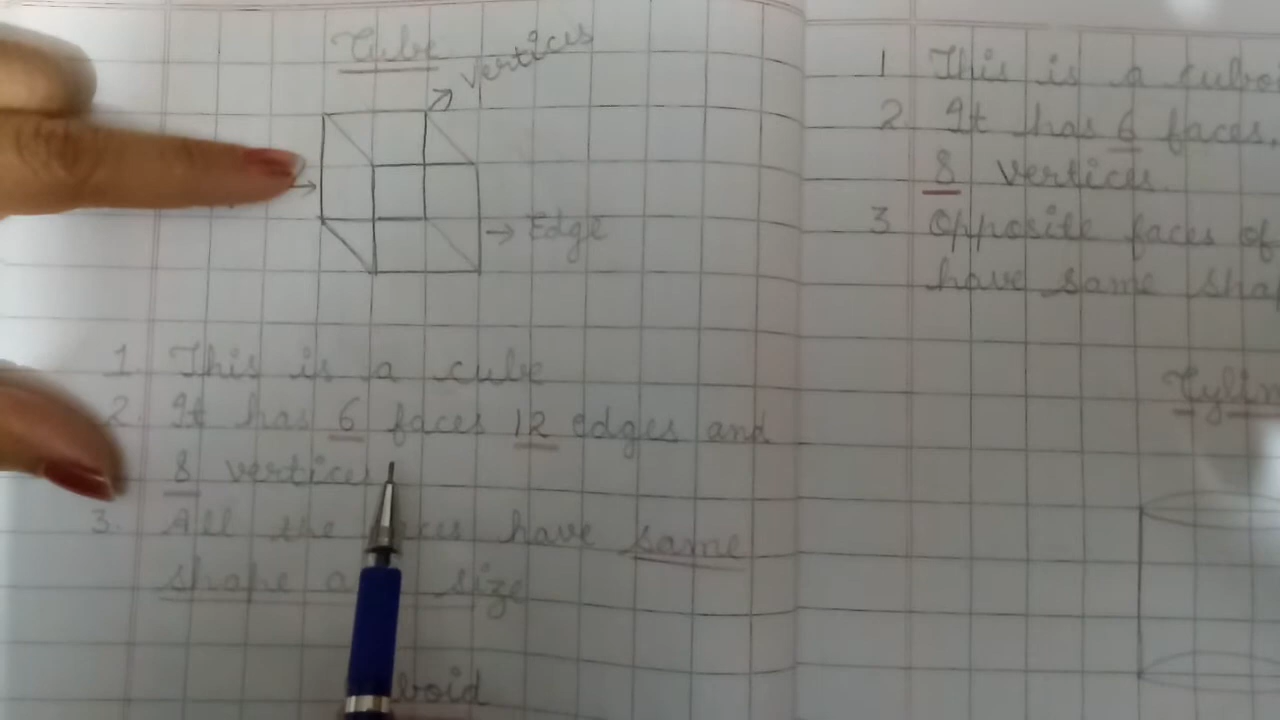 Cube
vertices
→ Edge
1. This is a cube
2. It has 6 faces 12 edges and
8 vertices
3. All the faces have same
shape size
1 This is a
2 It has 6 faces,
8 vertices
3 Opposite faces of
have same